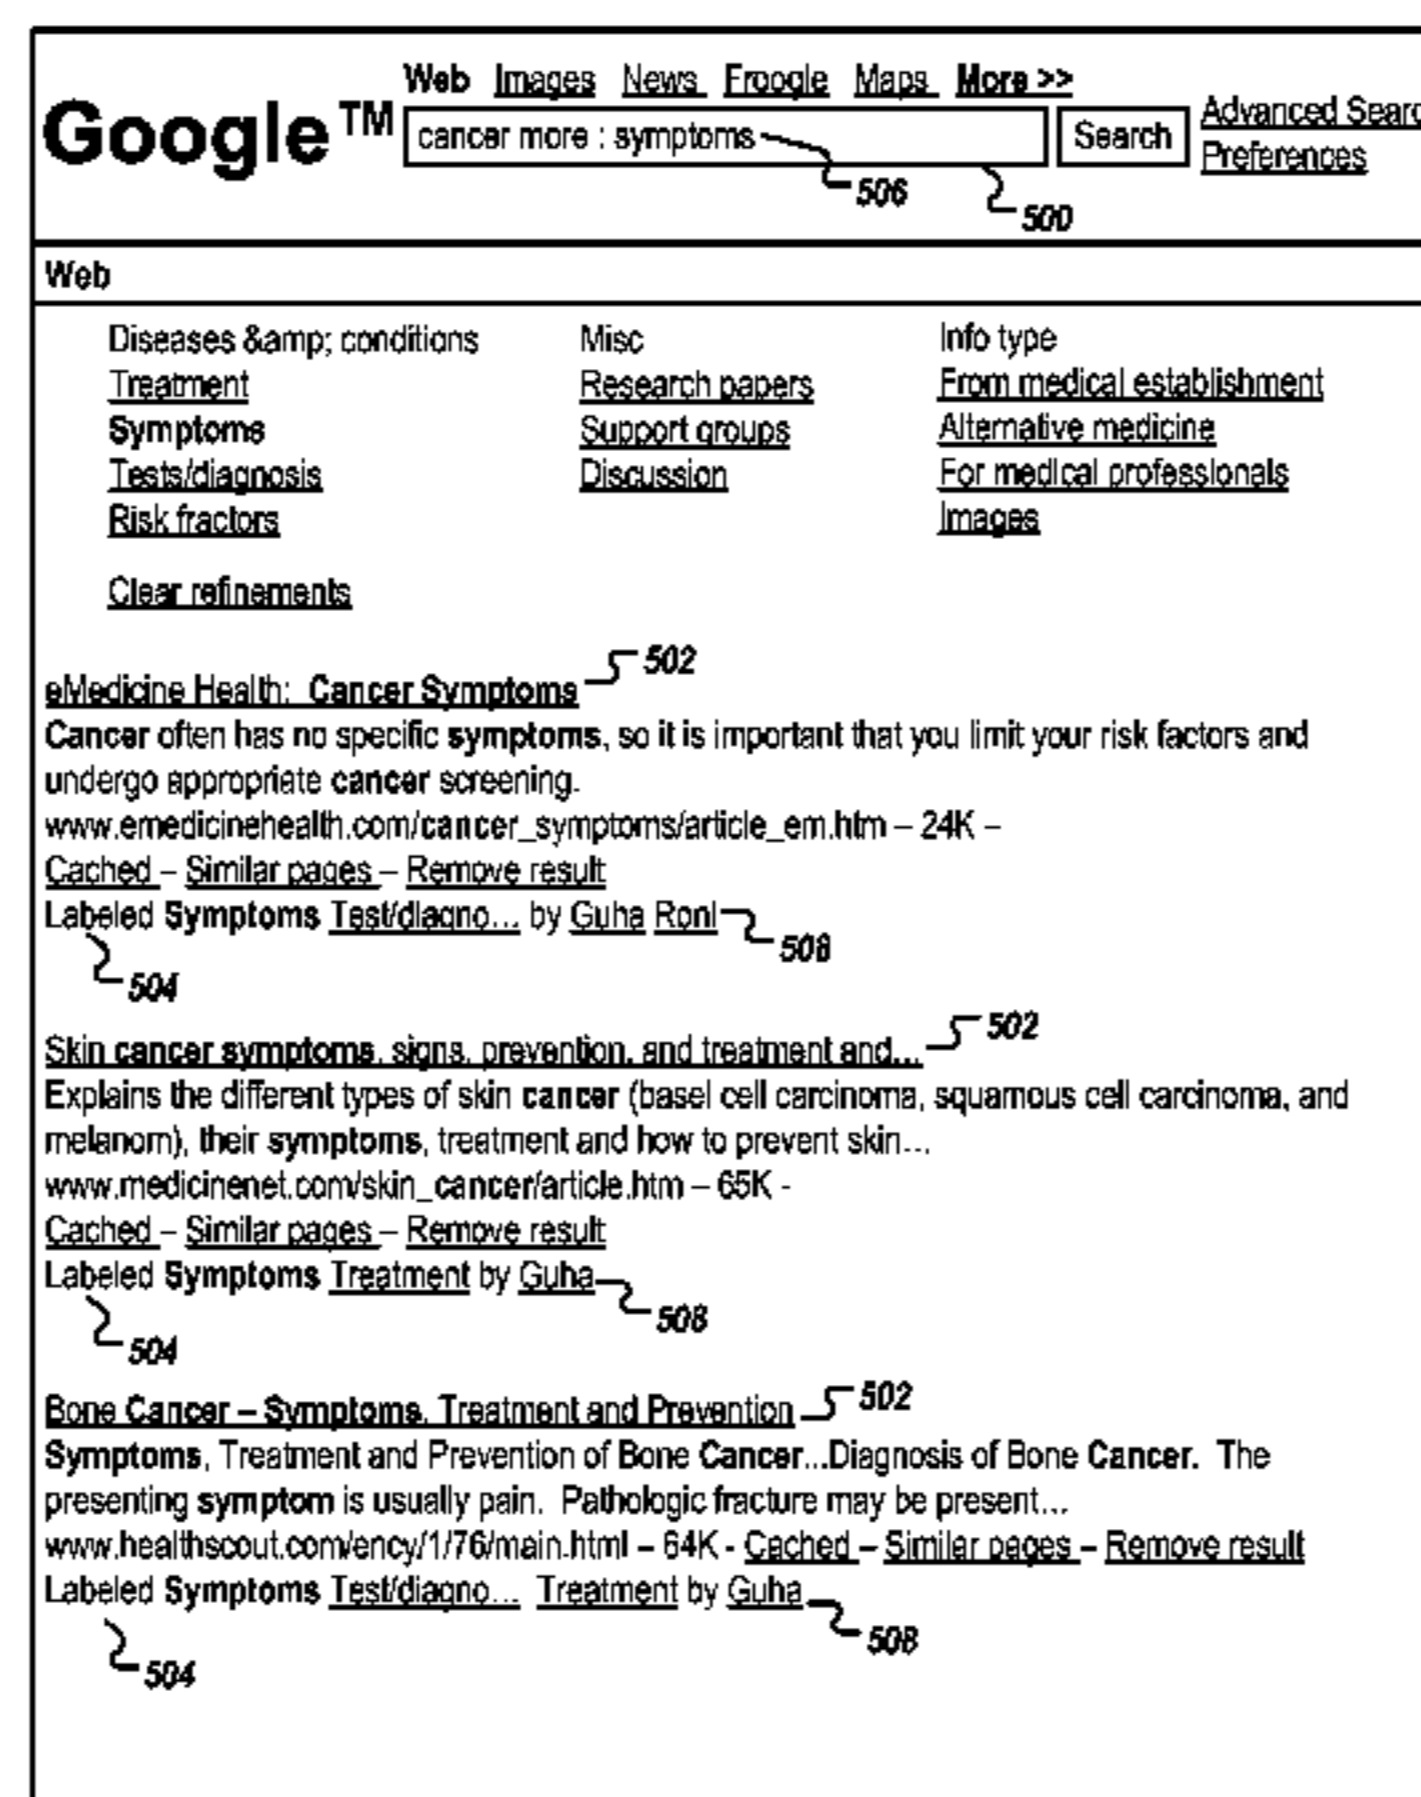 Web Images News Froogle Maps More >>
Google™ cancer more : symptoms Search Advanced Searc
Preferences
506
500
Web
Diseases &amp; conditions Misc Info type
Treatment Research papers From medical establishment
Symptoms Support groups Alternative medicine
Tests/diagnosis Discussion For medical professionals
Risk fractors Images
Clear refinements
eMedicine Health: Cancer Symptoms 502
Cancer often has no specific symptoms, so it is important that you limit your risk factors and
undergo appropriate cancer screening.
www.emedicinehealth.com/cancer_symptoms/article_em.htm – 24K –
Cached – Similar pages – Remove result
Labeled Symptoms Test/diagno... by Guha Roni 508
504
Skin cancer symptoms, signs, prevention, and treatment and... 502
Explains the different types of skin cancer (basel cell carcinoma, squamous cell carcinoma, and
melanom), their symptoms, treatment and how to prevent skin...
www.medicinenet.com/skin_cancer/article.htm – 65K -
Cached – Similar pages – Remove result
Labeled Symptoms Treatment by Guha 508
504
Bone Cancer – Symptoms, Treatment and Prevention 502
Symptoms, Treatment and Prevention of Bone Cancer...Diagnosis of Bone Cancer. The
presenting symptom is usually pain. Pathologic fracture may be present...
www.healthscout.com/ency/1/76/main.html – 64K - Cached – Similar pages – Remove result
Labeled Symptoms Test/diagno... Treatment by Guha 508
504